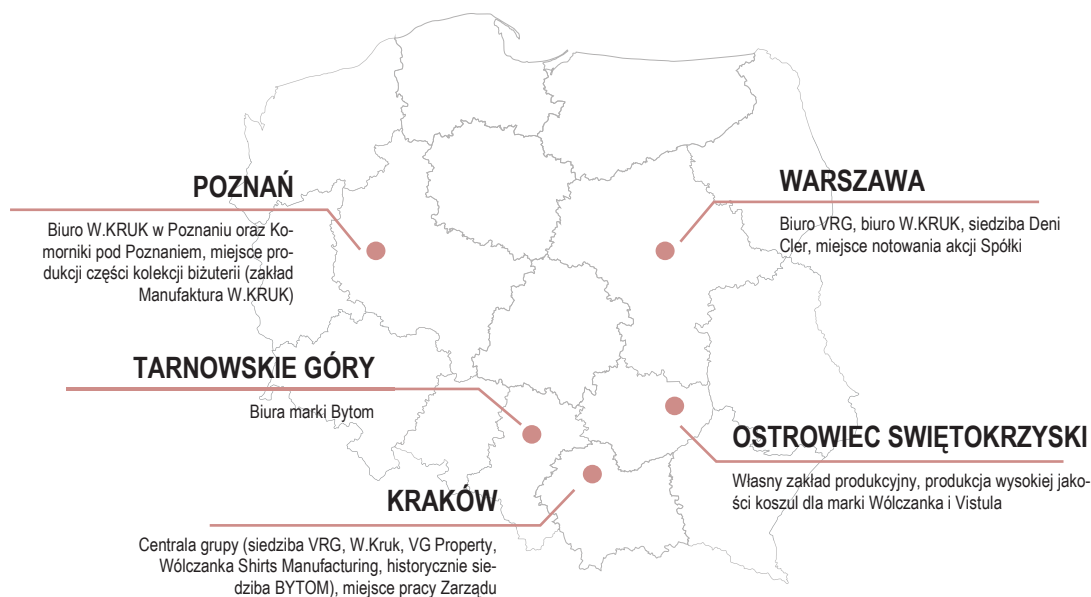 POZNAŃ
Biuro W.KRUK w Poznaniu oraz Ko-
morniki pod Poznaniem, miejsce pro-
dukcji części kolekcji biżuterii (zakład
Manufaktura W.KRUK)
WARSZAWA
Biuro VRG, biuro W.KRUK, siedziba Deni
Cler, miejsce notowania akcji Spółki
TARNOWSKIE GÓRY
Biura marki Bytom
OSTROWIEC SWIĘTOKRZYSKI
Własny zakład produkcyjny, produkcja wysokiej jako-
ści koszul dla marki Wólczanka i Vistula
KRAKÓW
Centrala grupy (siedziba VRG, W.Kruk, VG Property,
Wólczanka Shirts Manufacturing, historycznie sie-
dziba BYTOM), miejsce pracy Zarządu